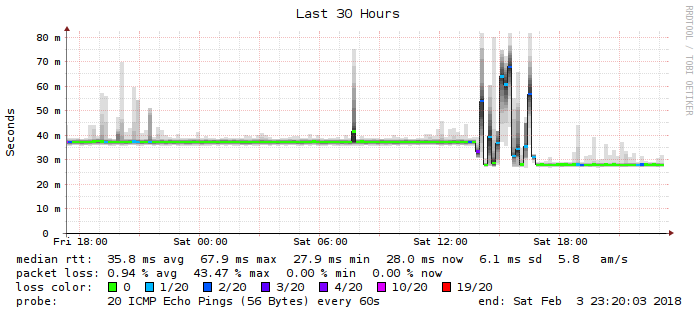 Last 30 Hours
RRDTOOL / TOBI OETIKER
Seconds
80 m
70 m
60 m
50 m
40 m
30 m
20 m
10 m
0
Fri 18:00 Sat 00:00 Sat 06:00 Sat 12:00 Sat 18:00
median rtt: 35.8 ms avg 67.9 ms max 27.9 ms min 28.0 ms now 6.1 ms sd 5.8 am/s
packet loss: 0.94 % avg 43.47 % max 0.00 % min 0.00 % now
loss color: 0 1/20 2/20 3/20 4/20 10/20 19/20
probe: 20 ICMP Echo Pings (56 Bytes) every 60s end: Sat Feb 3 23:20:03 2018